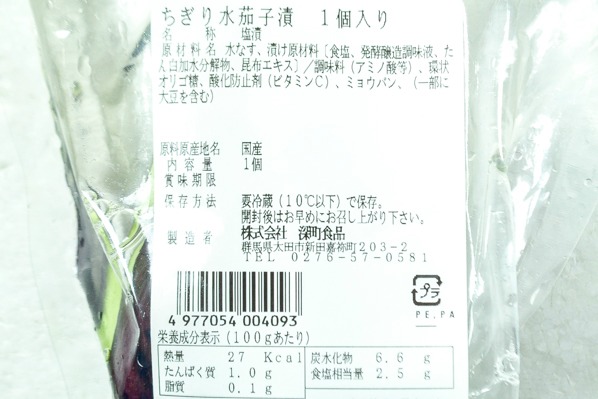 ちぎり水茄子漬 1個入り
名 称 塩漬
原材料名 水なす、漬け原材料〔食塩、発酵醸造調味液、た
ん白加水分解物、昆布エキス〕／調味料（アミノ酸等）、環状
オリゴ糖、酸化防止剤（ビタミンC）、ミョウバン、（一部に
大豆を含む）
原料原産地名 国産
内容量 1個
賞味期限
保存方法 要冷蔵（10℃以下）で保存。
開封後はお早めにお召し上がり下さい。
製造者 株式会社 深町食品
群馬県太田市新田嘉祢町203-2
TEL 0276-57-0581
4 977054 004093
プラ
PE,PA
栄養成分表示（100gあたり）
熱量 27 Kcal 炭水化物 6.6 g
たんぱく質 1.0 g 食塩相当量 2.5 g
脂質 0.1 g